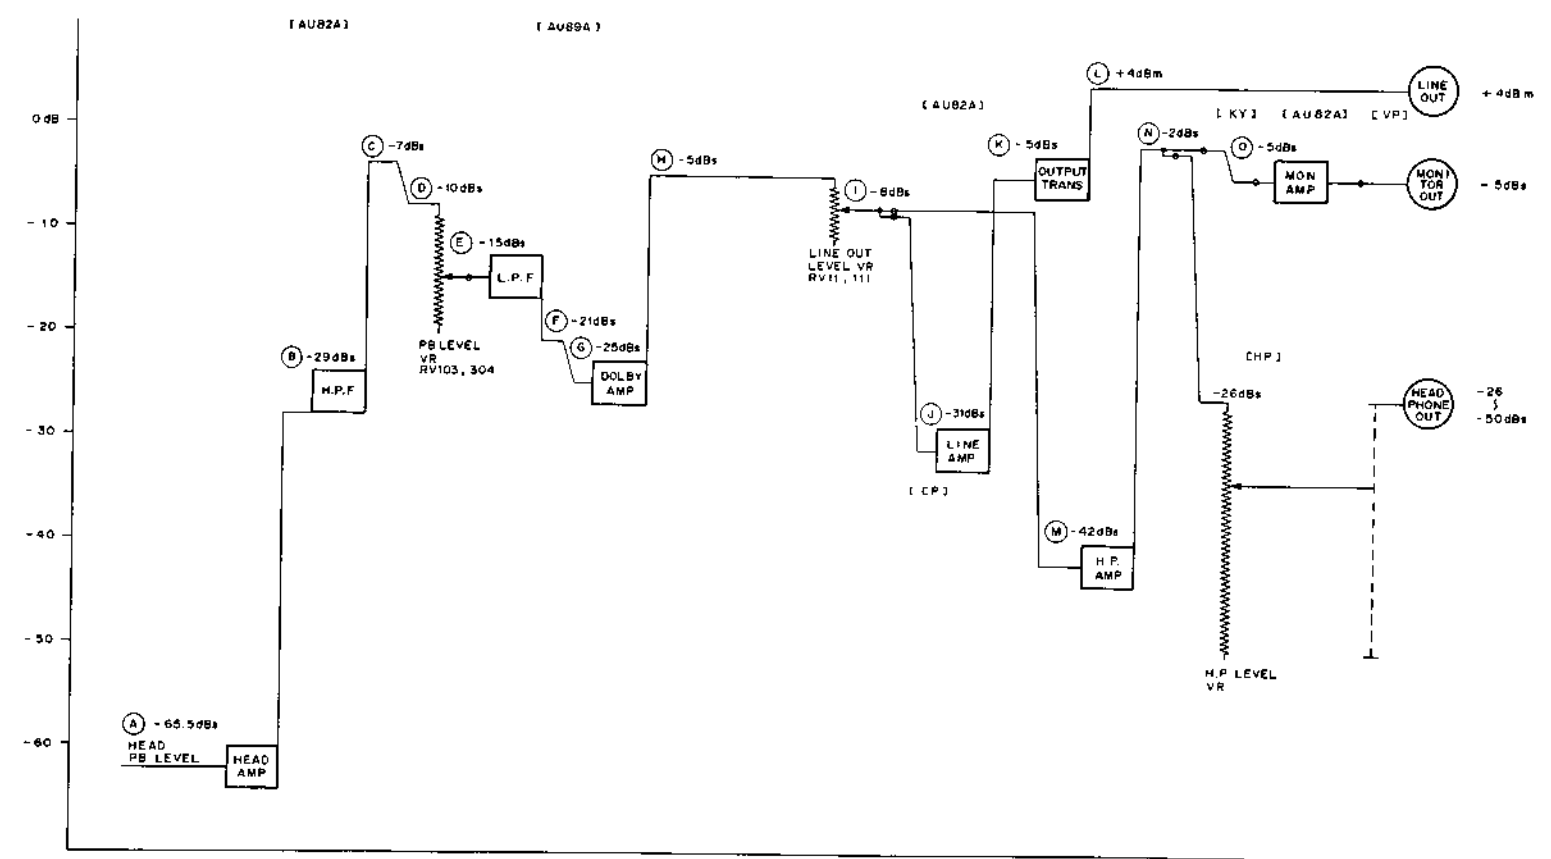 [AU82A]
[AU89A]
L +4dBm
LINE
OUT
+4dBm
[AU82A]
[KY]
[AU82A]
[VP]
0dB
C -7dBs
H -5dBs
K -5dBs
N -2dBs
O -5dBs
OUTPUT
TRANS
MON
AMP
MONI
TOR
OUT
-5dBs
D -10dBs
I -8dBs
-10
E -15dBs
L.P.F
LINE OUT
LEVEL VR
RV11, 111
-20
F -21dBs
G -25dBs
PB LEVEL
VR
RV103, 304
B -29dBs
H.P.F
DOLBY
AMP
[HP]
-26dBs
HEAD
PHONE
OUT
-26
-50dBs
J -31dBs
-30
LINE
AMP
[CP]
-40
M -42dBs
H.P.
AMP
-50
H.P LEVEL
VR
A -65.5dBs
HEAD
PB LEVEL
-60
HEAD
AMP